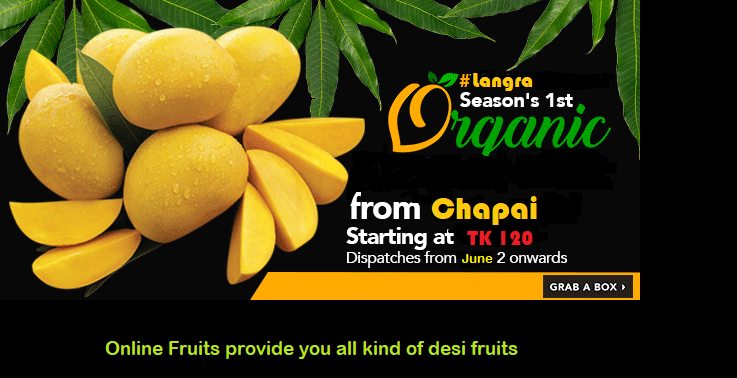 #Langra
Season's 1st
Organic
from Chapai
Starting at TK 120
Dispatches from June 2 onwards
GRAB A BOX
Online Fruits provide you all kind of desi fruits